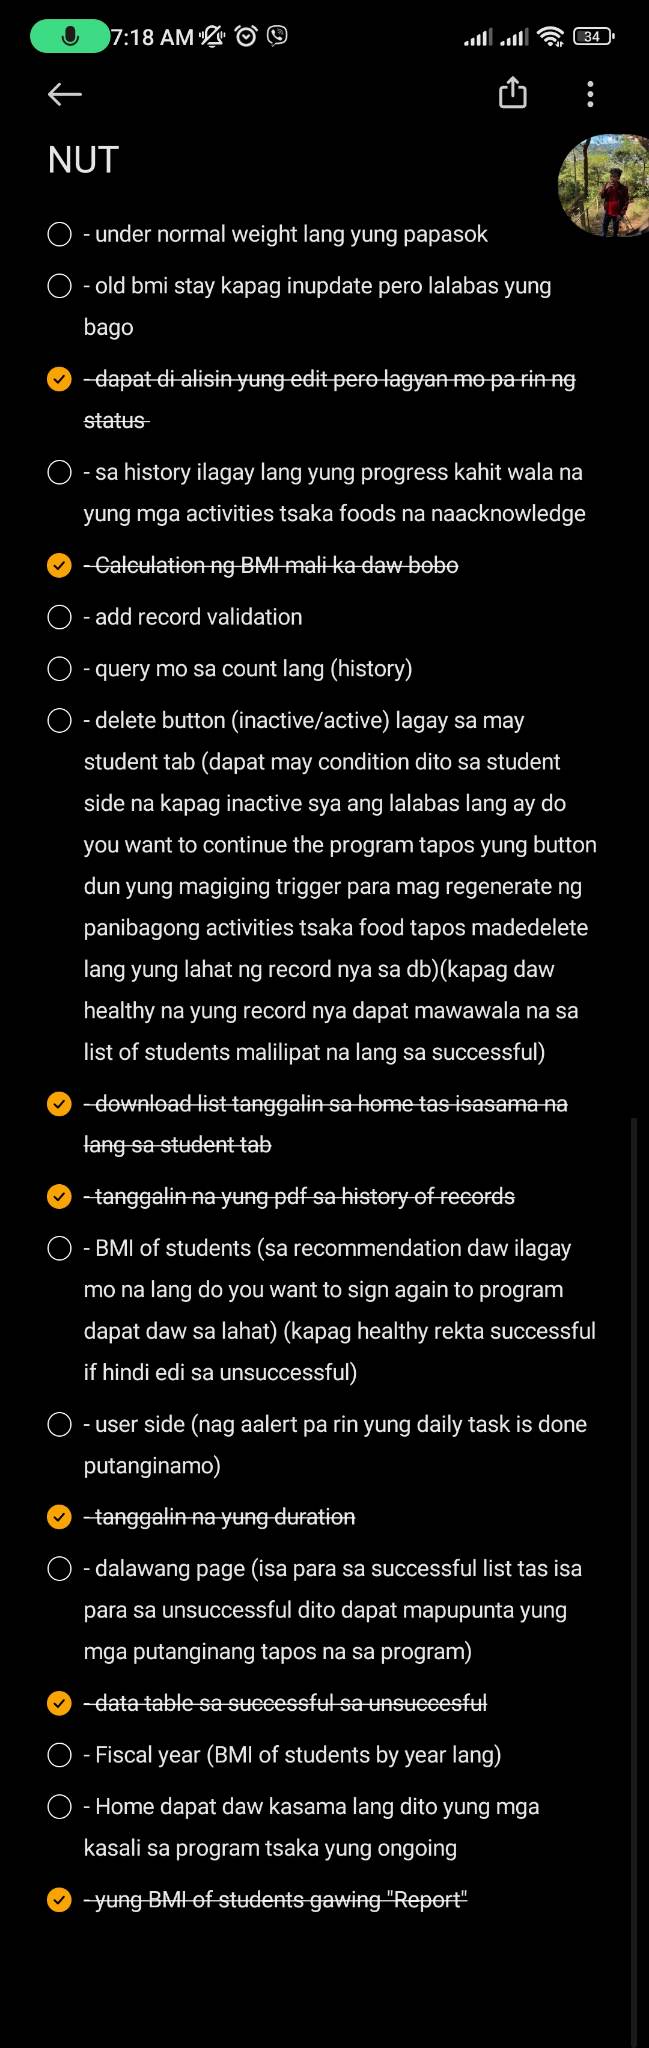 7:18 AM
34
NUT
- under normal weight lang yung papasok
- old bmi stay kapag inupdate pero lalabas yung
bago
- dapat di alisin yung edit pero lagyan mo pa rin ng
status
- sa history ilagay lang yung progress kahit wala na
yung mga activities tsaka foods na naacknowledge
- Calculation ng BMI mali ka daw bobo
- add record validation
- query mo sa count lang (history)
- delete button (inactive/active) lagay sa may
student tab (dapat may condition dito sa student
side na kapag inactive sya ang lalabas lang ay do
you want to continue the program tapos yung button
dun yung magiging trigger para mag regenerate ng
panibagong activities tsaka food tapos madedelete
lang yung lahat ng record nya sa db)(kapag daw
healthy na yung record nya dapat mawawala na sa
list of students malilipat na lang sa successful)
- download list tanggalin sa home tas isasama na
lang sa student tab
- tanggalin na yung pdf sa history of records
- BMI of students (sa recommendation daw ilagay
mo na lang do you want to sign again to program
dapat daw sa lahat) (kapag healthy rekta successful
if hindi edi sa unsuccessful)
- user side (nag aalert pa rin yung daily task is done
putanginamo)
- tanggalin na yung duration
- dalawang page (isa para sa successful list tas isa
para sa unsuccessful dito dapat mapupunta yung
mga putanginang tapos na sa program)
- data table sa successful sa unsuccesful
- Fiscal year (BMI of students by year lang)
- Home dapat daw kasama lang dito yung mga
kasali sa program tsaka yung ongoing
- yung BMI of students gawing "Report"